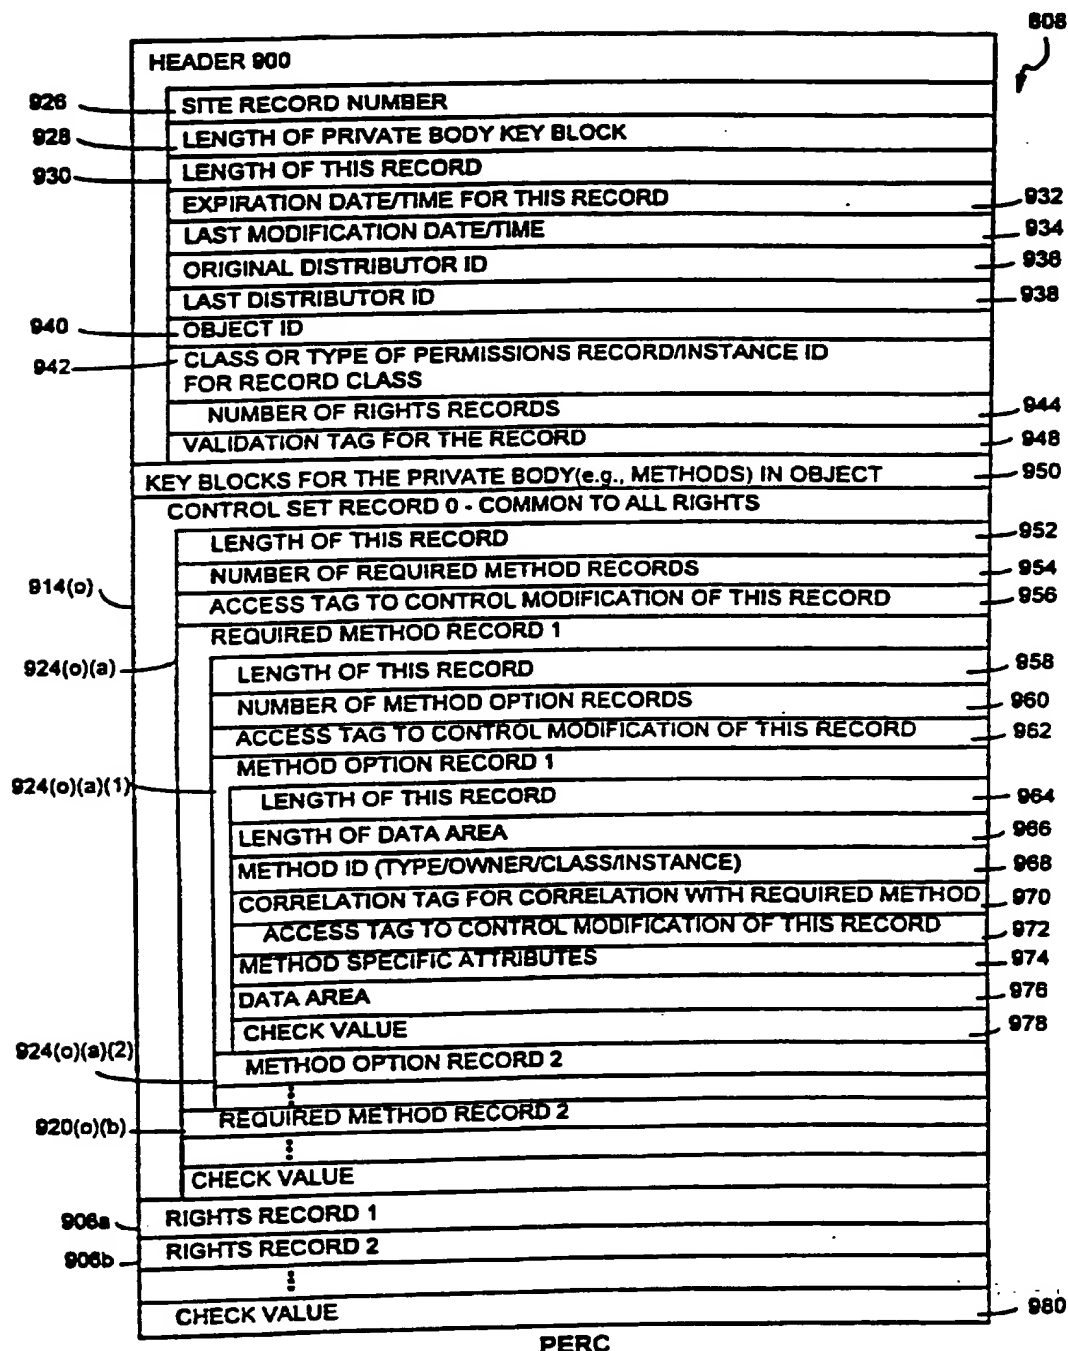 808
HEADER 900
926 SITE RECORD NUMBER
928 LENGTH OF PRIVATE BODY KEY BLOCK
930 LENGTH OF THIS RECORD
EXPIRATION DATE/TIME FOR THIS RECORD 932
LAST MODIFICATION DATE/TIME 934
ORIGINAL DISTRIBUTOR ID 936
LAST DISTRIBUTOR ID 938
940 OBJECT ID
942 CLASS OR TYPE OF PERMISSIONS RECORD/INSTANCE ID
FOR RECORD CLASS
NUMBER OF RIGHTS RECORDS 944
VALIDATION TAG FOR THE RECORD 948
KEY BLOCKS FOR THE PRIVATE BODY(e.g., METHODS) IN OBJECT 950
CONTROL SET RECORD 0 - COMMON TO ALL RIGHTS
LENGTH OF THIS RECORD 952
NUMBER OF REQUIRED METHOD RECORDS 954
914(o) ACCESS TAG TO CONTROL MODIFICATION OF THIS RECORD 956
REQUIRED METHOD RECORD 1
924(o)(a) LENGTH OF THIS RECORD 958
NUMBER OF METHOD OPTION RECORDS 960
ACCESS TAG TO CONTROL MODIFICATION OF THIS RECORD 962
METHOD OPTION RECORD 1
924(o)(a)(1) LENGTH OF THIS RECORD 964
LENGTH OF DATA AREA 966
METHOD ID (TYPE/OWNER/CLASS/INSTANCE) 968
CORRELATION TAG FOR CORRELATION WITH REQUIRED METHOD 970
ACCESS TAG TO CONTROL MODIFICATION OF THIS RECORD 972
METHOD SPECIFIC ATTRIBUTES 974
DATA AREA 976
CHECK VALUE 978
924(o)(a)(2) METHOD OPTION RECORD 2
920(o)(b) REQUIRED METHOD RECORD 2
CHECK VALUE
906a RIGHTS RECORD 1
906b RIGHTS RECORD 2
CHECK VALUE 980
PERC